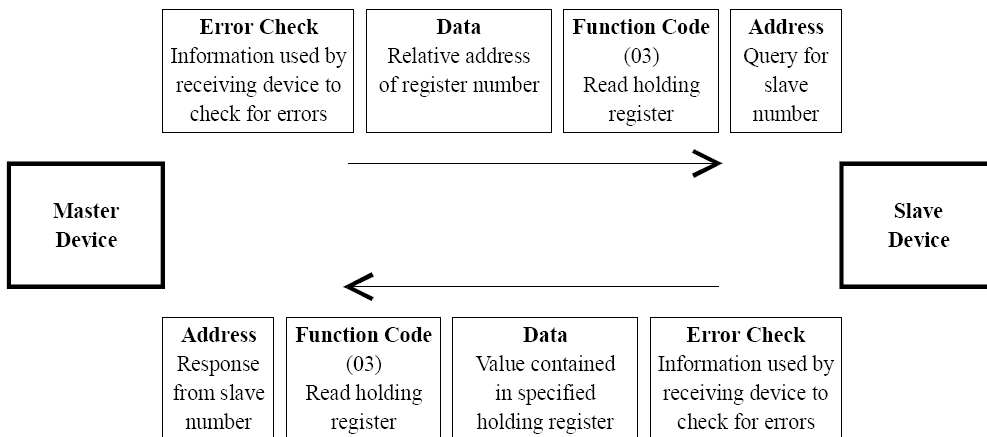 Error Check
Information used by
receiving device to
check for errors
Data
Relative address
of register number
Function Code
(03)
Read holding
register
Address
Query for
slave
number
Master
Device
Slave
Device
Address
Response
from slave
number
Function Code
(03)
Read holding
register
Data
Value contained
in specified
holding register
Error Check
Information used by
receiving device to
check for errors